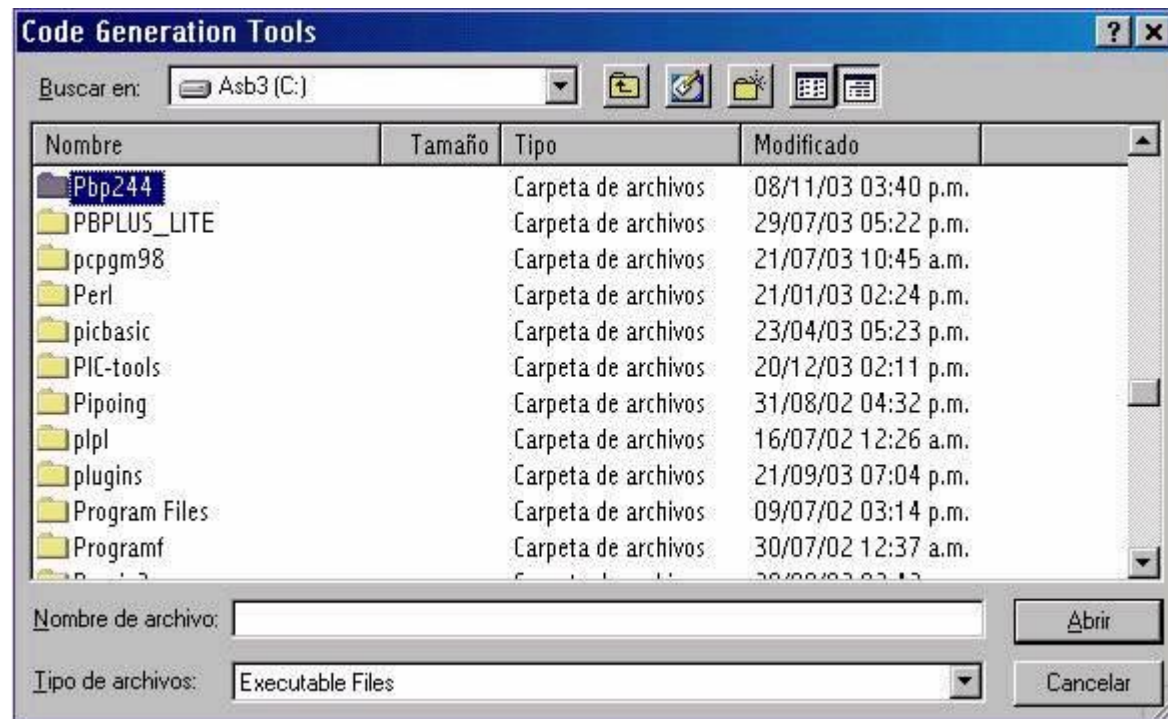 Code Generation Tools
Buscar en: Asb3 (C:)
Nombre Tamaño Tipo Modificado
Pbp244 Carpeta de archivos 08/11/03 03:40 p.m.
PBPLUS_LITE Carpeta de archivos 29/07/03 05:22 p.m.
pcpgm98 Carpeta de archivos 21/07/03 10:45 a.m.
Perl Carpeta de archivos 21/01/03 02:24 p.m.
picbasic Carpeta de archivos 23/04/03 05:23 p.m.
PIC-tools Carpeta de archivos 20/12/03 02:11 p.m.
Pipoing Carpeta de archivos 31/08/02 04:32 p.m.
plpl Carpeta de archivos 16/07/02 12:26 a.m.
plugins Carpeta de archivos 21/09/03 07:04 p.m.
Program Files Carpeta de archivos 09/07/02 03:14 p.m.
Programf Carpeta de archivos 30/07/02 12:37 a.m.
Nombre de archivo: Abrir
Tipo de archivos: Executable Files Cancelar